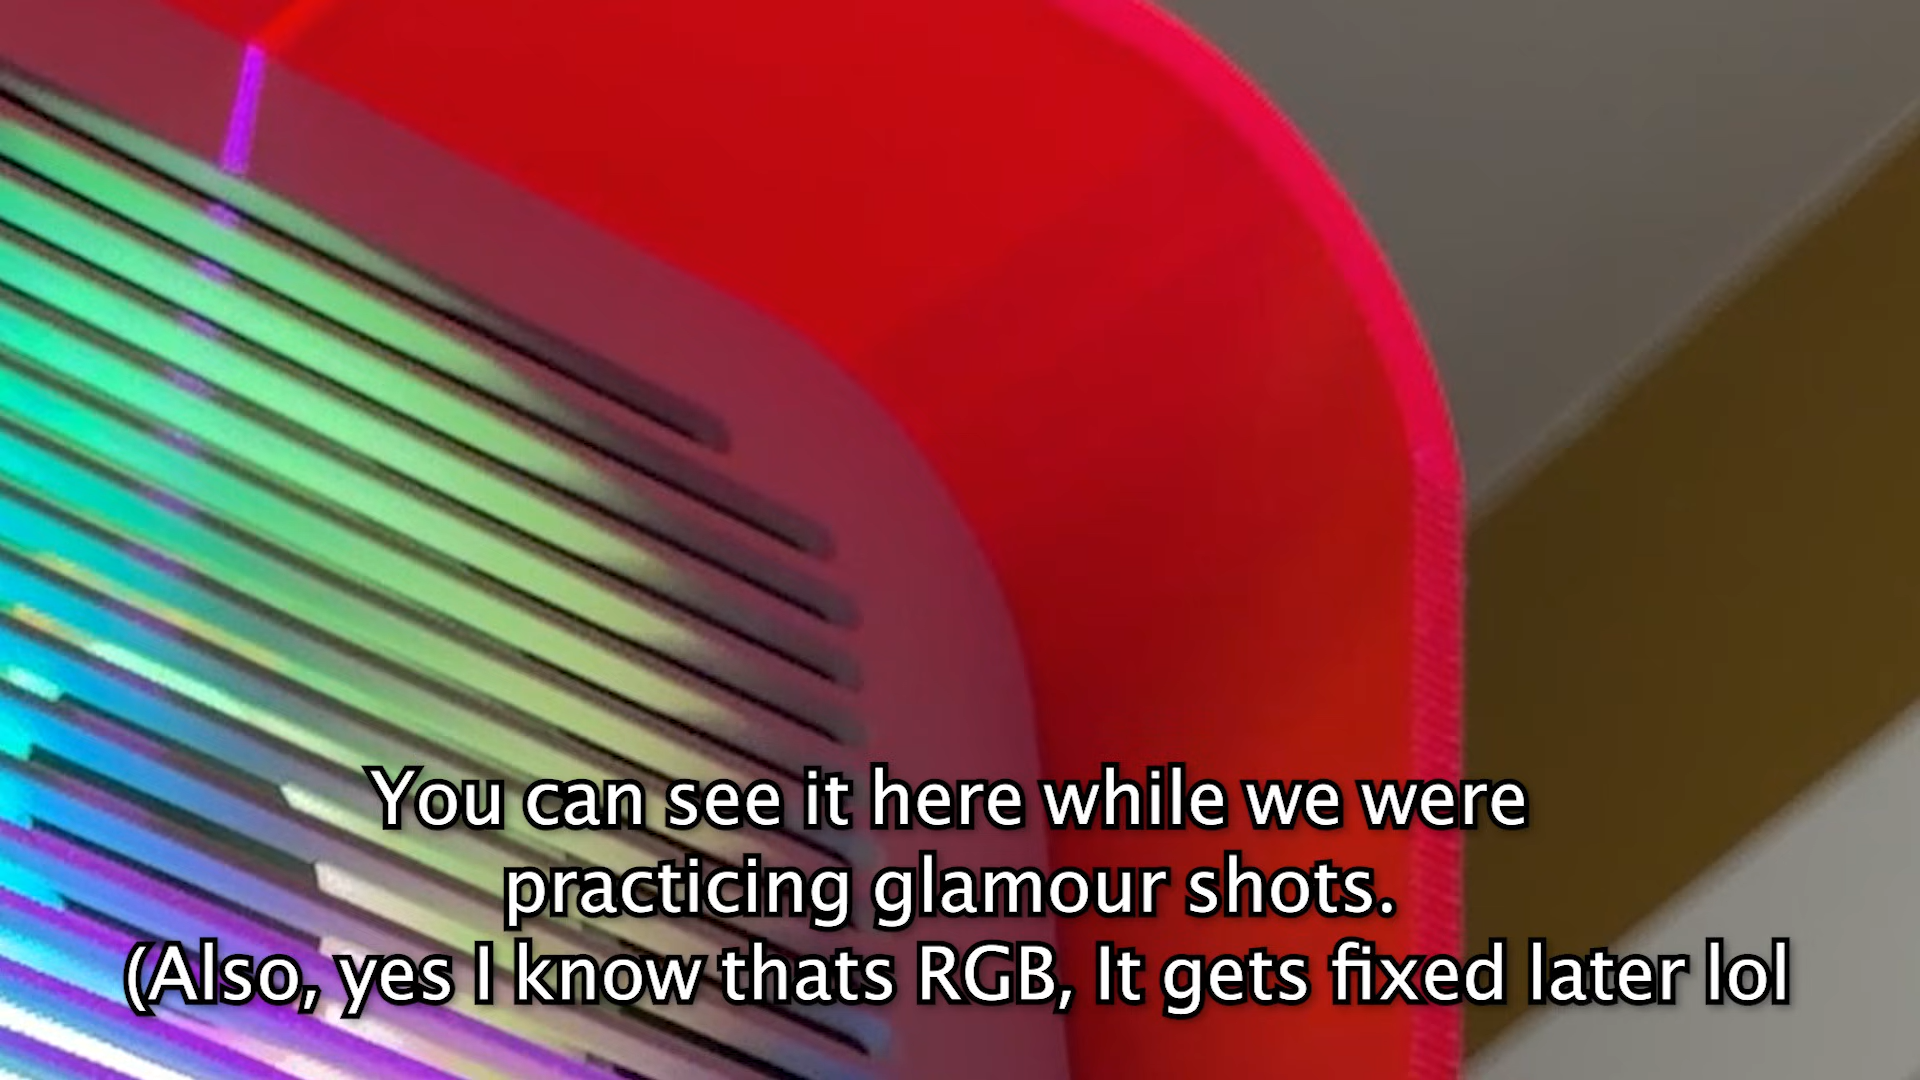 You can see it here while we were
practicing glamour shots.
(Also, yes I know thats RGB, It gets fixed later lol